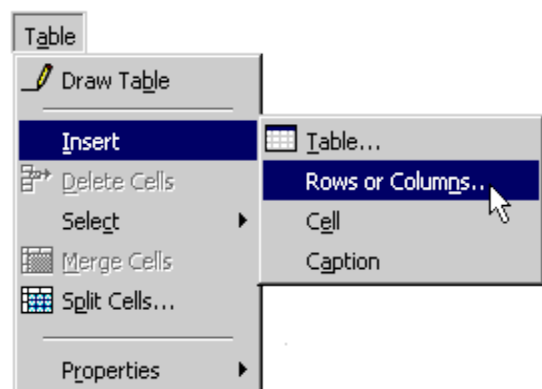 Table
Draw Table
Insert
Delete Cells
Select
Merge Cells
Split Cells...
Properties
Table...
Rows or Columns...
Cell
Caption